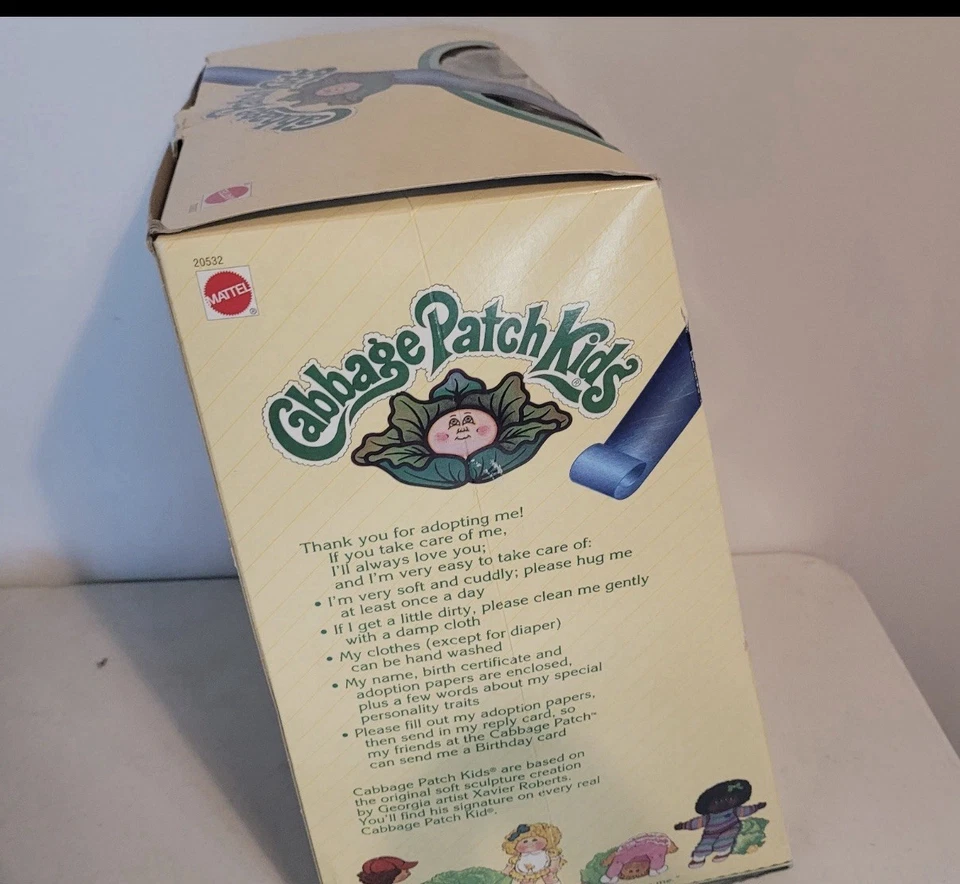 20532
MATTEL
Cabbage Patch Kids
Thank you for adopting me!
If you take care of me,
I'll always love you;
and I'm very easy to take care of:
• I'm very soft and cuddly; please hug me
at least once a day
• If I get a little dirty, please clean me gently
with a damp cloth
• My clothes (except for diaper)
can be hand washed
• My name, birth certificate and
adoption papers are enclosed,
plus a few words about my special
personality traits
• Please fill out my adoption papers,
then send in my reply card, so
my friends at the Cabbage Patch™
can send me a Birthday card
Cabbage Patch Kids® are based on
the original soft sculpture creation
by Georgia artist Xavier Roberts.
You'll find his signature on every real
Cabbage Patch Kid®.